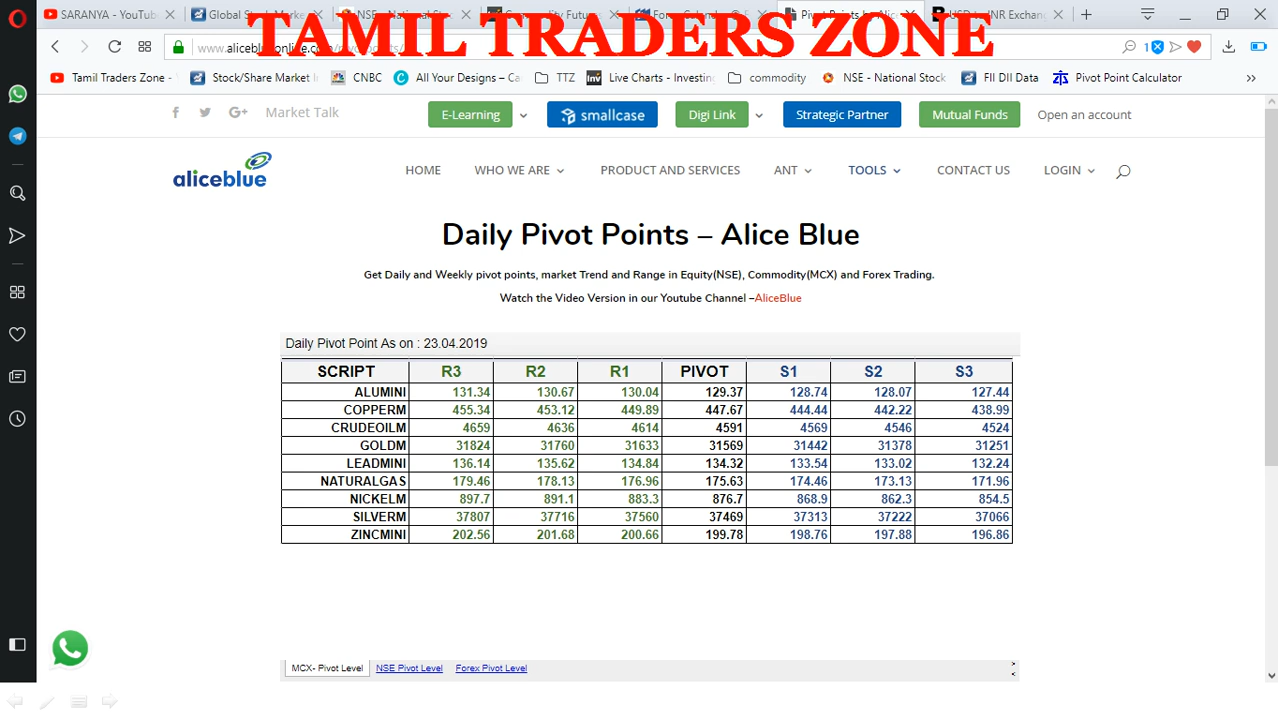 SARANYA - YouTub
Global St
TAMIL TRADERS ZONE
Tamil Traders Zone -
Stock/Share Market I
CNBC
All Your Designs – Ca
TTZ
Live Charts - Investin
commodity
NSE - National Stock
FII DII Data
Pivot Point Calculator
Market Talk
E-Learning
smallcase
Digi Link
Strategic Partner
Mutual Funds
Open an account
aliceblue
HOME
WHO WE ARE
PRODUCT AND SERVICES
ANT
TOOLS
CONTACT US
LOGIN
Daily Pivot Points – Alice Blue
Get Daily and Weekly pivot points, market Trend and Range in Equity(NSE), Commodity(MCX) and Forex Trading.
Watch the Video Version in our Youtube Channel –AliceBlue
Daily Pivot Point As on : 23.04.2019
SCRIPT R3 R2 R1 PIVOT S1 S2 S3
ALUMINI 131.34 130.67 130.04 129.37 128.74 128.07 127.44
COPPERM 455.34 453.12 449.89 447.67 444.44 442.22 438.99
CRUDEOILM 4659 4636 4614 4591 4569 4546 4524
GOLDM 31824 31760 31633 31569 31442 31378 31251
LEADMINI 136.14 135.62 134.84 134.32 133.54 133.02 132.24
NATURALGAS 179.46 178.13 176.96 175.63 174.46 173.13 171.96
NICKELM 897.7 891.1 883.3 876.7 868.9 862.3 854.5
SILVERM 37807 37716 37560 37469 37313 37222 37066
ZINCMINI 202.56 201.68 200.66 199.78 198.76 197.88 196.86
MCX- Pivot Level
NSE Pivot Level
Forex Pivot Level